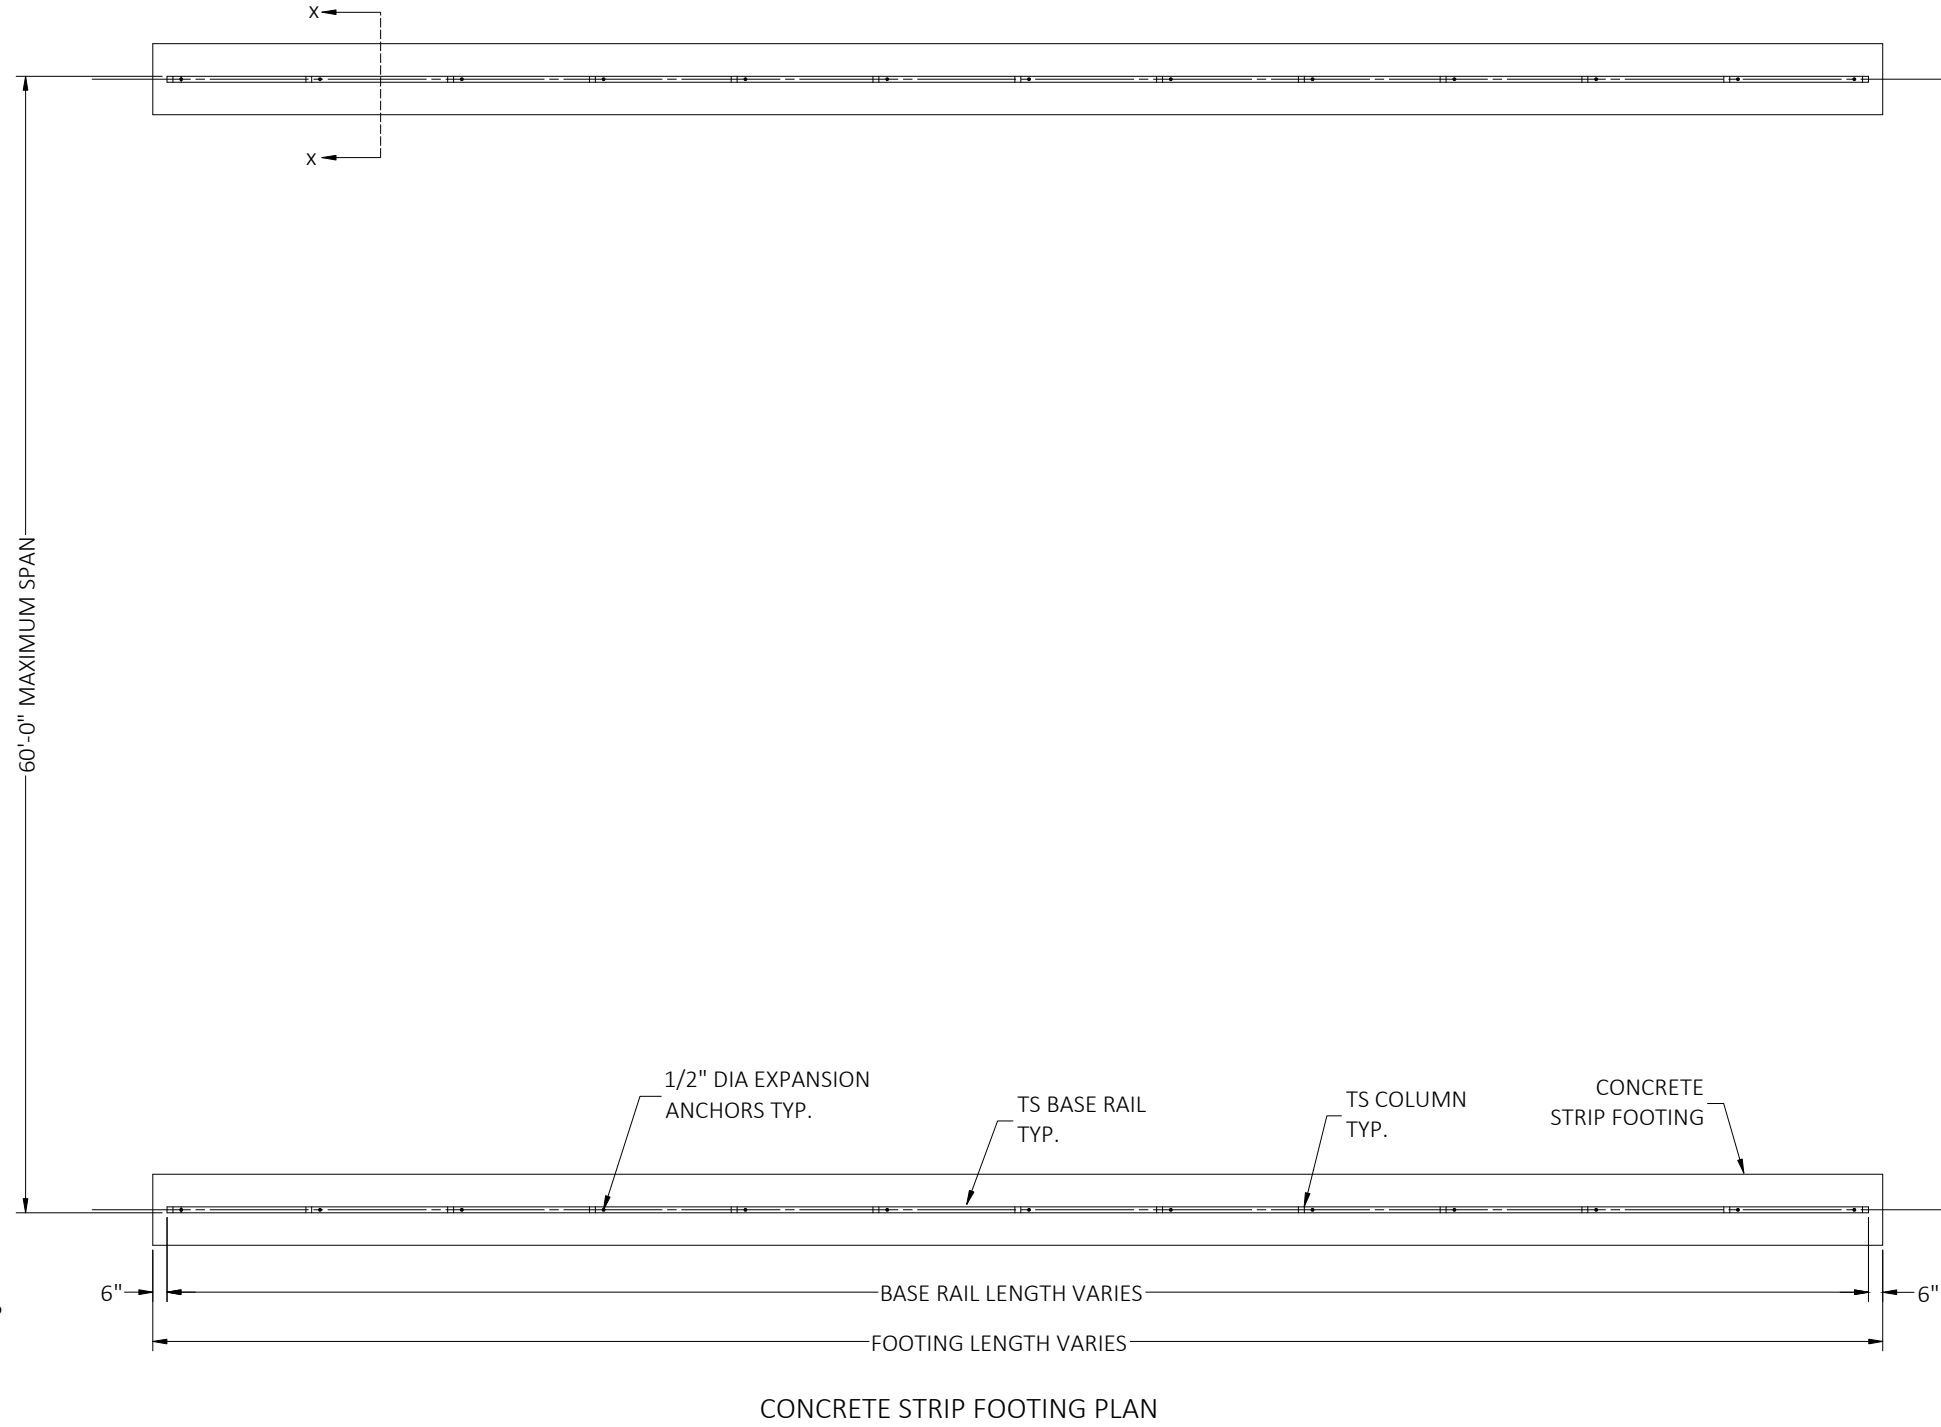 X
X
60'-0" MAXIMUM SPAN
1/2" DIA EXPANSION
ANCHORS TYP.
TS BASE RAIL
TYP.
TS COLUMN
TYP.
CONCRETE
STRIP FOOTING
6"
BASE RAIL LENGTH VARIES
6"
FOOTING LENGTH VARIES
CONCRETE STRIP FOOTING PLAN